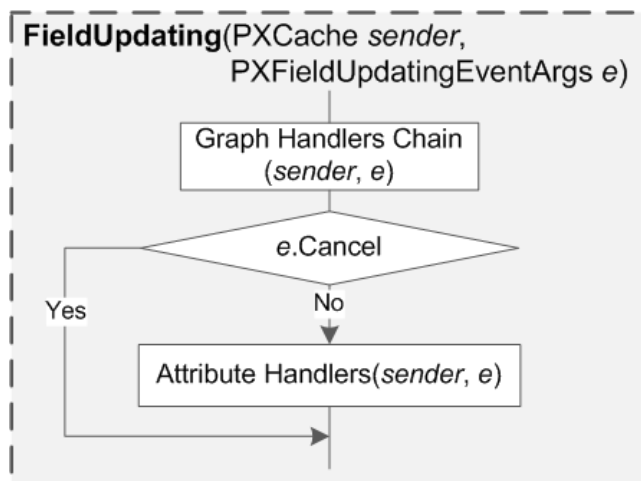 FieldUpdating(PXCache sender,
PXFieldUpdatingEventArgs e)
Graph Handlers Chain
(sender, e)
e.Cancel
Yes
No
Attribute Handlers(sender, e)